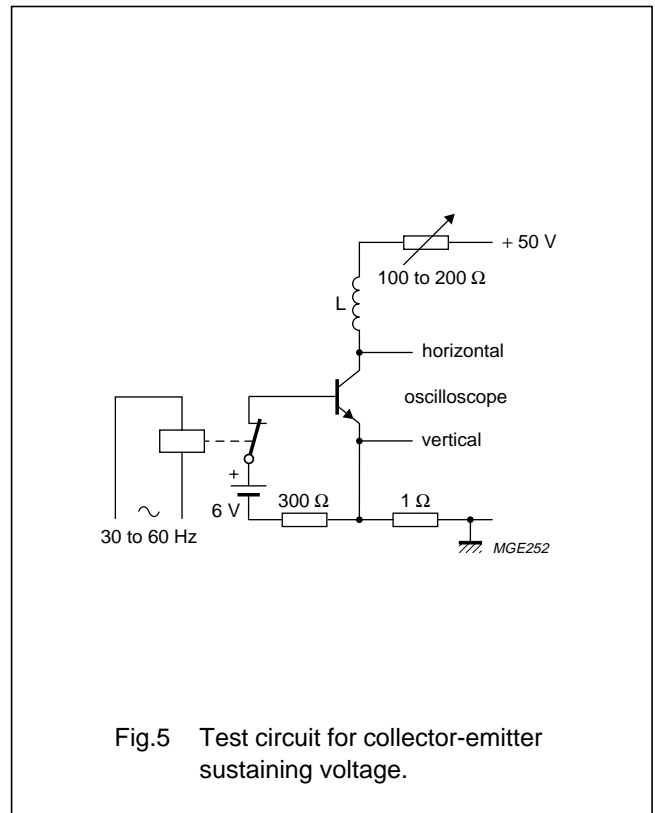 + 50 V
100 to 200 Ω
L
horizontal
oscilloscope
vertical
+
6 V
300 Ω
1 Ω
30 to 60 Hz
MGE252
Fig.5 Test circuit for collector-emitter
sustaining voltage.